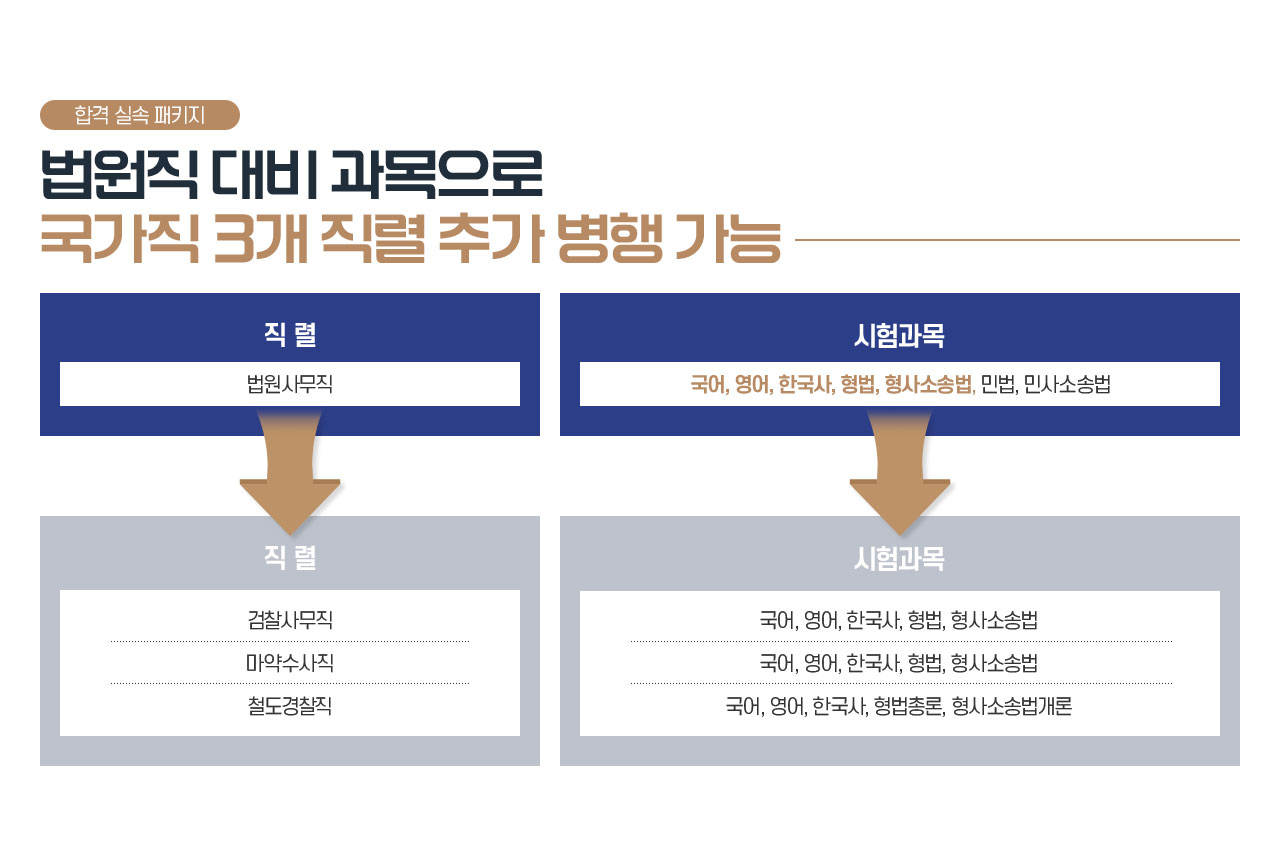 합격 실속 패키지
법원직 대비 과목으로
국가직 3개 직렬 추가 병행 가능
직 렬
법원사무직
시험과목
국어, 영어, 한국사, 형법, 형사소송법, 민법, 민사소송법
직 렬
검찰사무직
마약수사직
철도경찰직
시험과목
국어, 영어, 한국사, 형법, 형사소송법
국어, 영어, 한국사, 형법, 형사소송법
국어, 영어, 한국사, 형법총론, 형사소송법개론